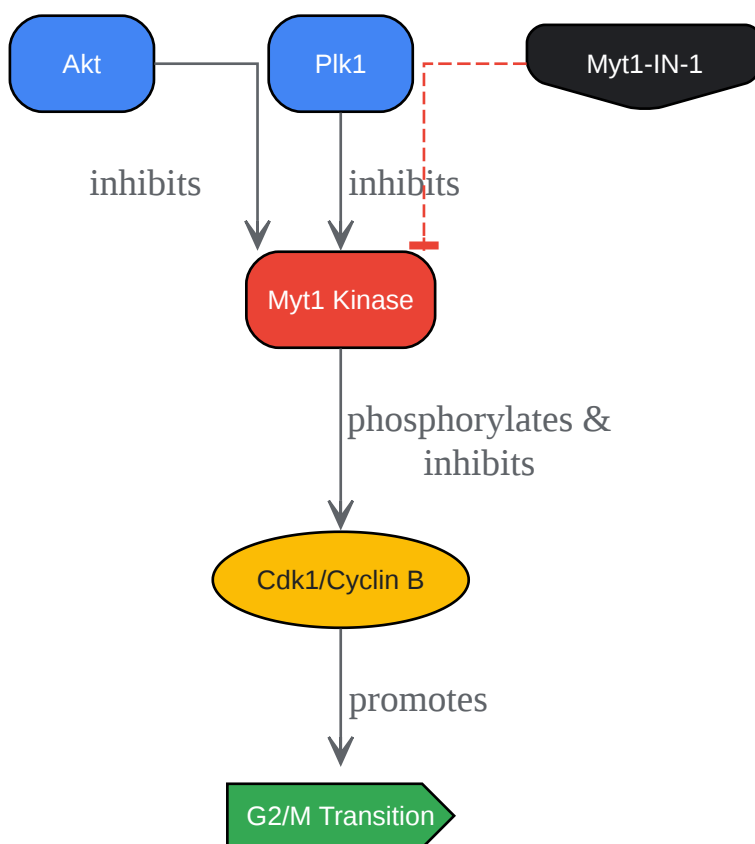 Akt
Plk1
Myt1-IN-1
inhibits
inhibits
Myt1 Kinase
phosphorylates &
inhibits
Cdk1/Cyclin B
promotes
G2/M Transition